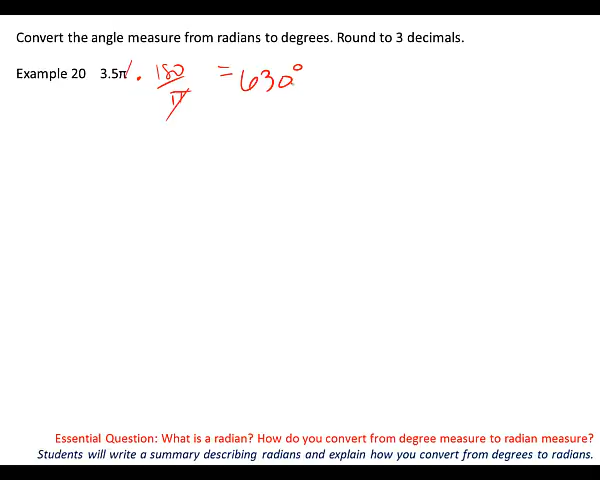 Convert the angle measure from radians to degrees. Round to 3 decimals.
Example 20 3.5π · 180/π = 630°
Essential Question: What is a radian? How do you convert from degree measure to radian measure?
Students will write a summary describing radians and explain how you convert from degrees to radians.